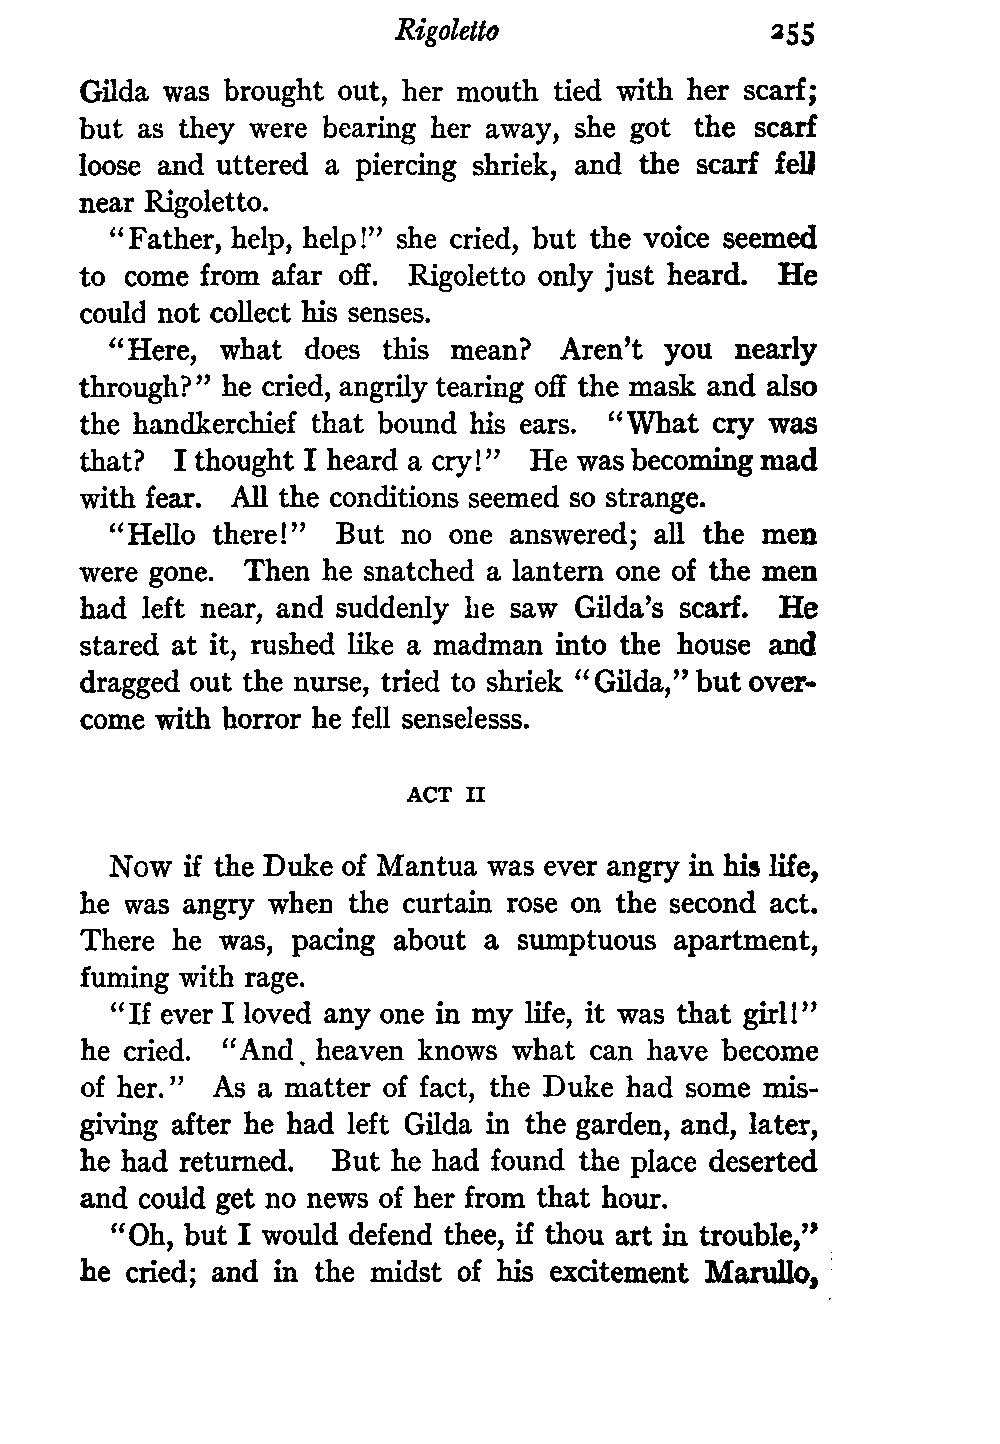 Rigoletto 255
Gilda was brought out, her mouth tied with her scarf;
but as they were bearing her away, she got the scarf
loose and uttered a piercing shriek, and the scarf fell
near Rigoletto.
"Father, help, help!" she cried, but the voice seemed
to come from afar off. Rigoletto only just heard. He
could not collect his senses.
"Here, what does this mean? Aren't you nearly
through?" he cried, angrily tearing off the mask and also
the handkerchief that bound his ears. "What cry was
that? I thought I heard a cry!" He was becoming mad
with fear. All the conditions seemed so strange.
"Hello there!" But no one answered; all the men
were gone. Then he snatched a lantern one of the men
had left near, and suddenly he saw Gilda's scarf. He
stared at it, rushed like a madman into the house and
dragged out the nurse, tried to shriek "Gilda," but over-
come with horror he fell senselesss.
ACT II
Now if the Duke of Mantua was ever angry in his life,
he was angry when the curtain rose on the second act.
There he was, pacing about a sumptuous apartment,
fuming with rage.
"If ever I loved any one in my life, it was that girl!"
he cried. "And heaven knows what can have become
of her." As a matter of fact, the Duke had some mis-
giving after he had left Gilda in the garden, and, later,
he had returned. But he had found the place deserted
and could get no news of her from that hour.
"Oh, but I would defend thee, if thou art in trouble,"
he cried; and in the midst of his excitement Marullo,